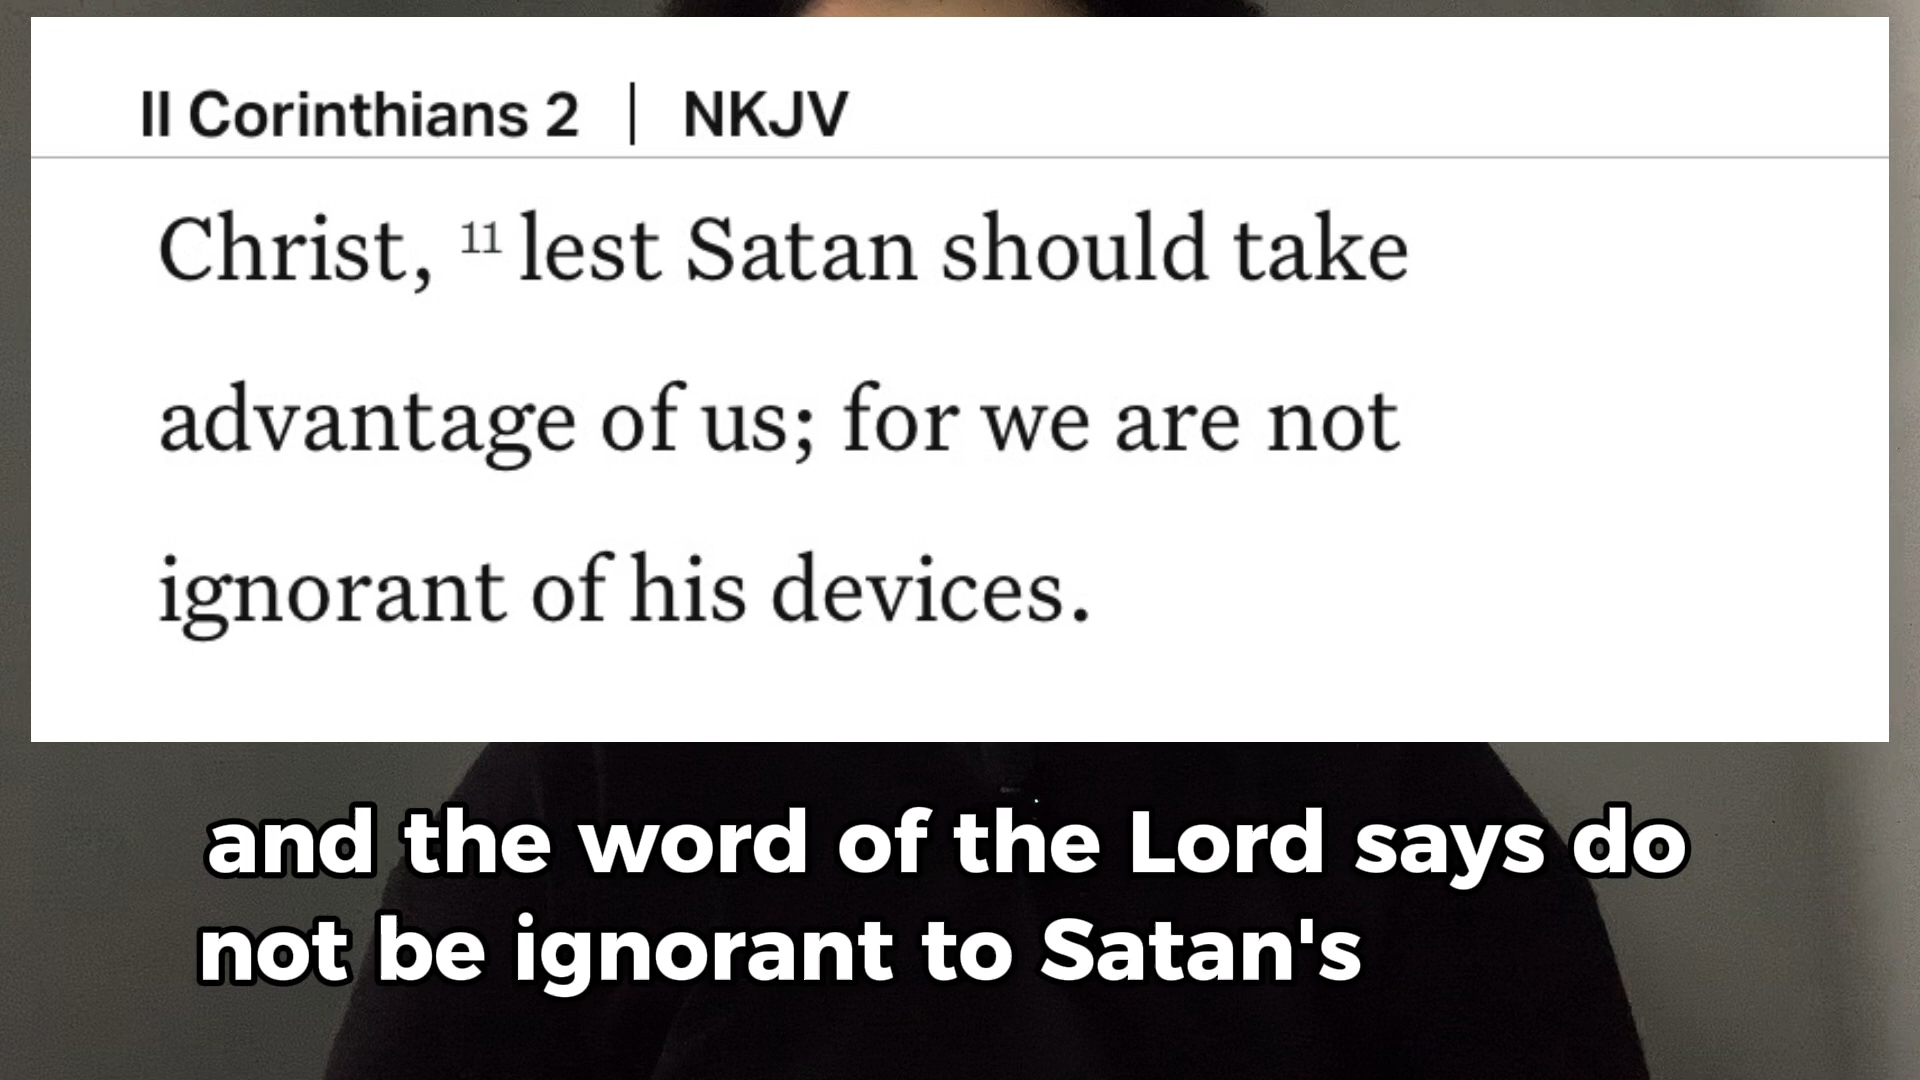 II Corinthians 2 | NKJV
Christ, 11 lest Satan should take
advantage of us; for we are not
ignorant of his devices.
and the word of the Lord says do
not be ignorant to Satan's